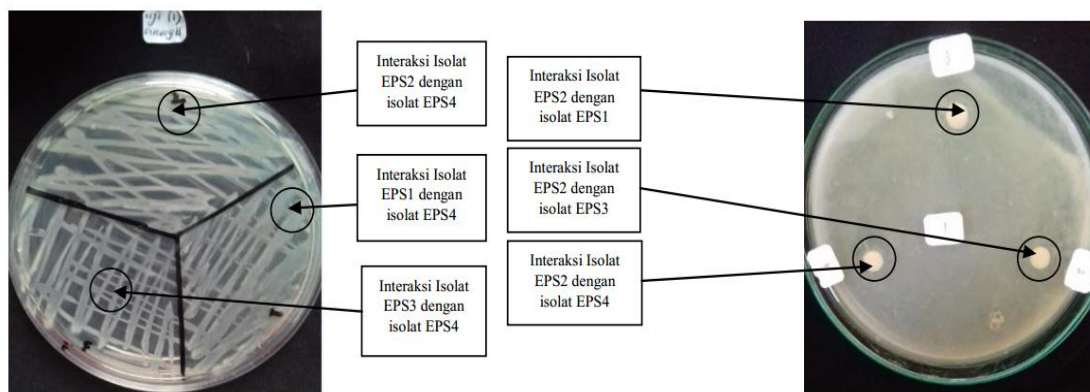 Interaksi Isolat
EPS2 dengan
isolat EPS4
Interaksi Isolat
EPS1 dengan
isolat EPS4
Interaksi Isolat
EPS3 dengan
isolat EPS4
Interaksi Isolat
EPS2 dengan
isolat EPS1
Interaksi Isolat
EPS2 dengan
isolat EPS3
Interaksi Isolat
EPS2 dengan
isolat EPS4